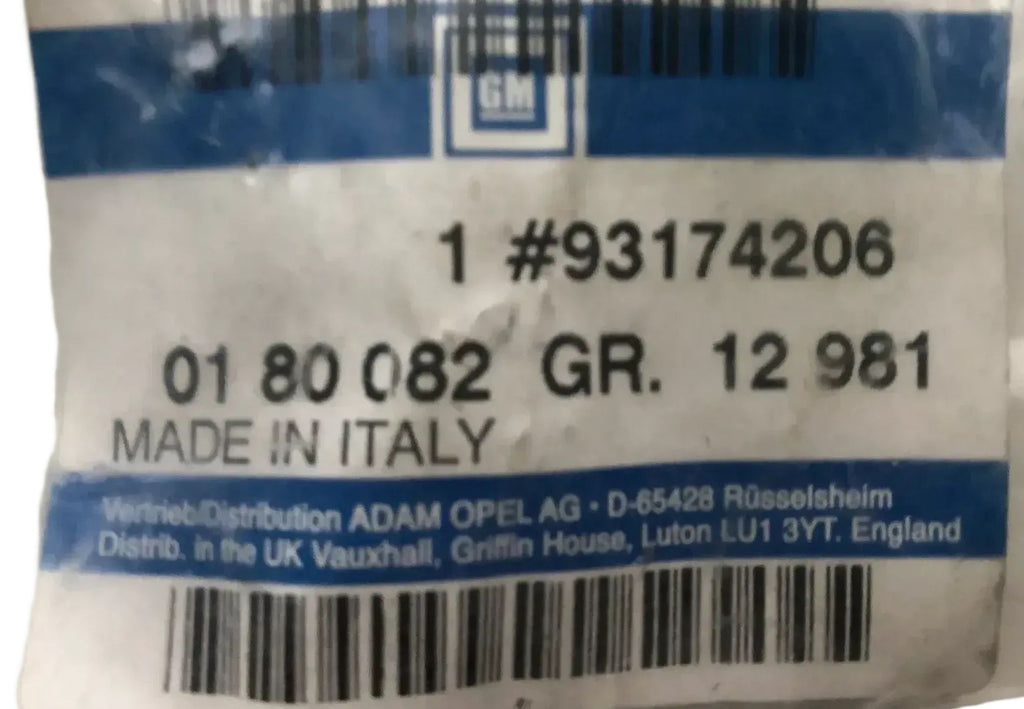 GM
1 #93174206
01 80 082 GR. 12 981
MADE IN ITALY
Vertrieb/Distribution ADAM OPEL AG · D-65428 Rüsselsheim
Distrib. in the UK Vauxhall, Griffin House, Luton LU1 3YT. England